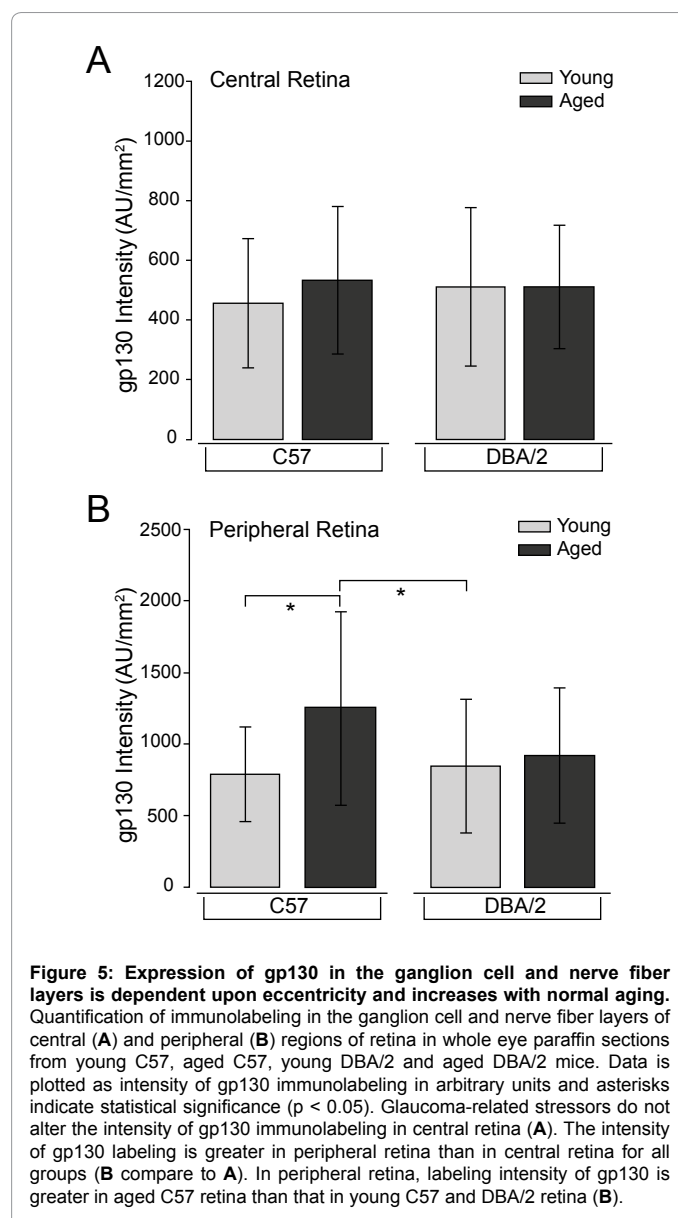 A
Central Retina
Young
Aged
gp130 Intensity (AU/mm²)
1200
1000
800
600
400
200
0
C57
DBA/2
B
Peripheral Retina
Young
Aged
gp130 Intensity (AU/mm²)
2500
2000
1500
1000
500
0
*
*
C57
DBA/2
Figure 5: Expression of gp130 in the ganglion cell and nerve fiber
layers is dependent upon eccentricity and increases with normal aging.
Quantification of immunolabeling in the ganglion cell and nerve fiber layers of
central (A) and peripheral (B) regions of retina in whole eye paraffin sections
from young C57, aged C57, young DBA/2 and aged DBA/2 mice. Data is
plotted as intensity of gp130 immunolabeling in arbitrary units and asterisks
indicate statistical significance (p < 0.05). Glaucoma-related stressors do not
alter the intensity of gp130 immunolabeling in central retina (A). The intensity
of gp130 labeling is greater in peripheral retina than in central retina for all
groups (B compare to A). In peripheral retina, labeling intensity of gp130 is
greater in aged C57 retina than that in young C57 and DBA/2 retina (B).